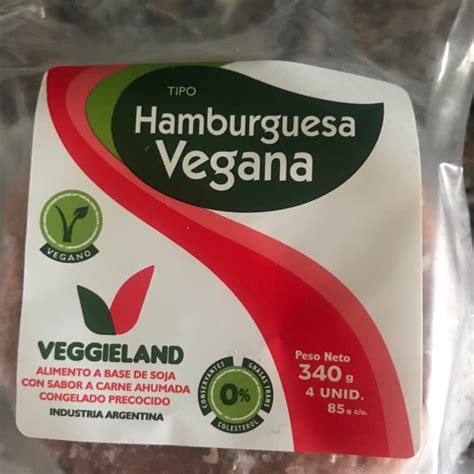 TIPO
Hamburguesa
Vegana
VEGANO
VEGGIELAND
ALIMENTO A BASE DE SOJA
CON SABOR A CARNE AHUMADA
CONGELADO PRECOCIDO
INDUSTRIA ARGENTINA
CONSERVANTES
GRASAS TRANS
0%
COLESTEROL
Peso Neto
340 g
4 UNID.
85 g c/u.